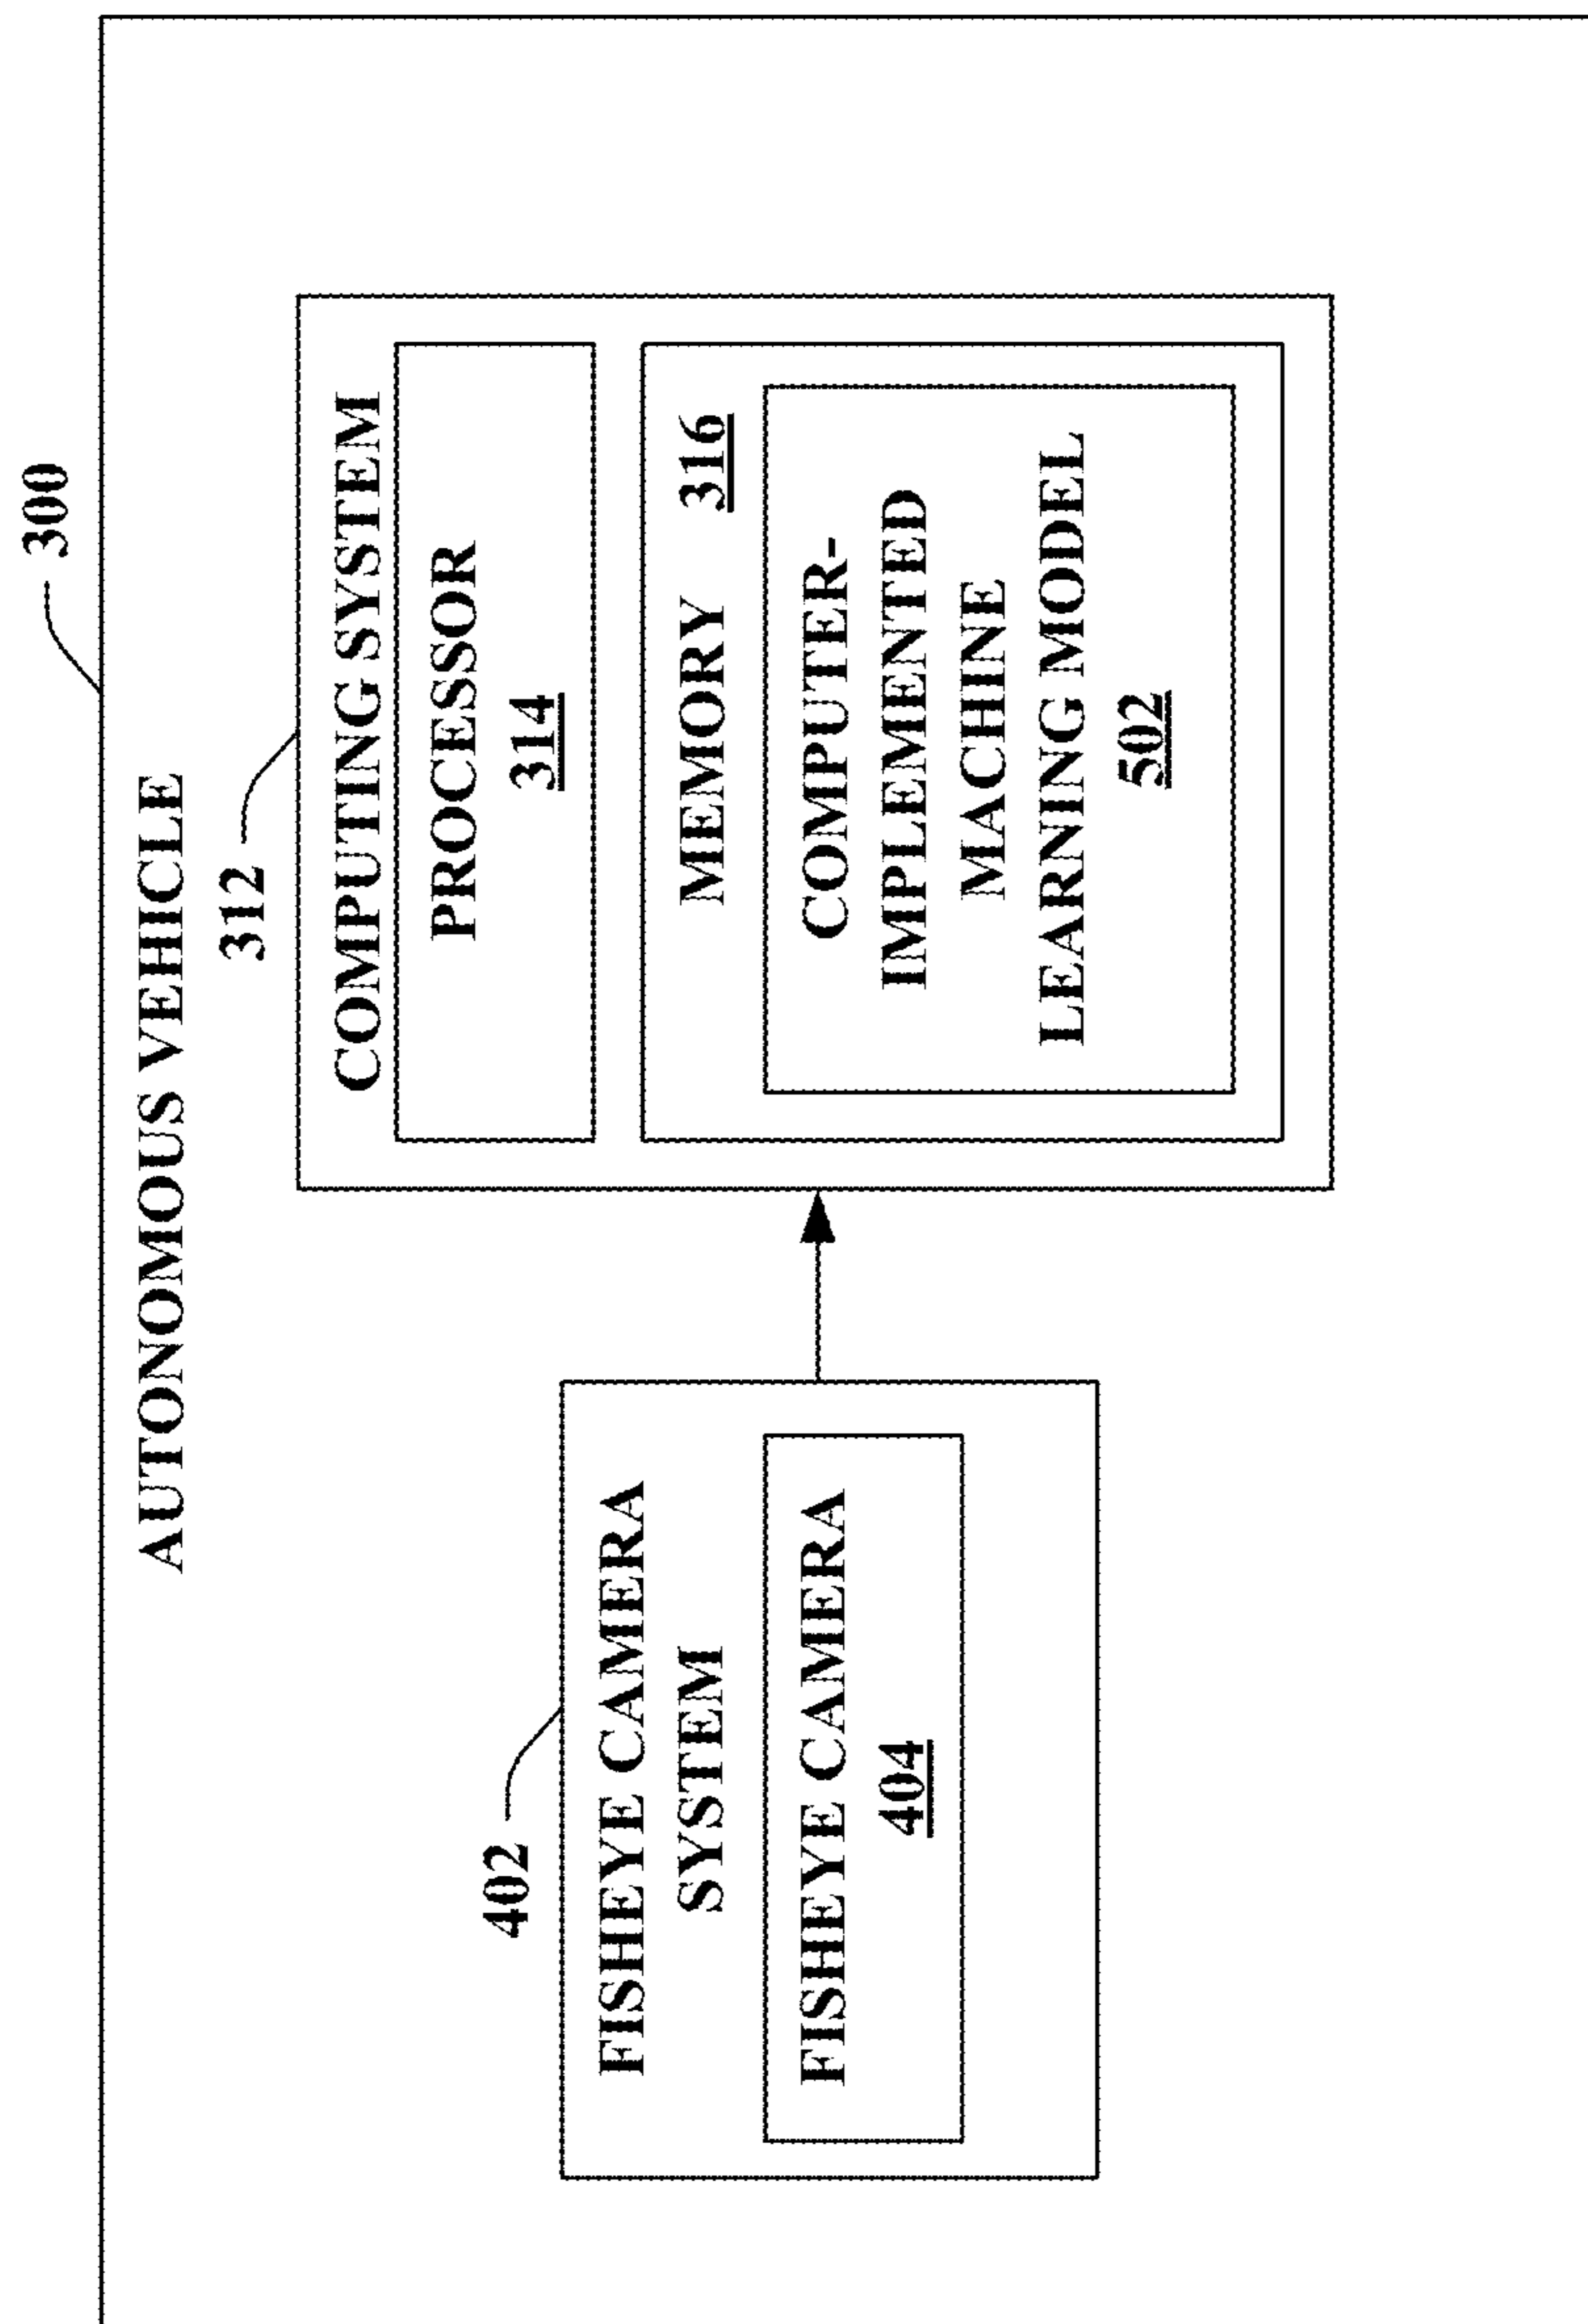 300
AUTONOMOUS VEHICLE
312
COMPUTING SYSTEM
PROCESSOR
314
MEMORY 316
COMPUTER-
IMPLEMENTED
MACHINE
LEARNING MODEL
502
402
FISHEYE CAMERA
SYSTEM
FISHEYE CAMERA
404